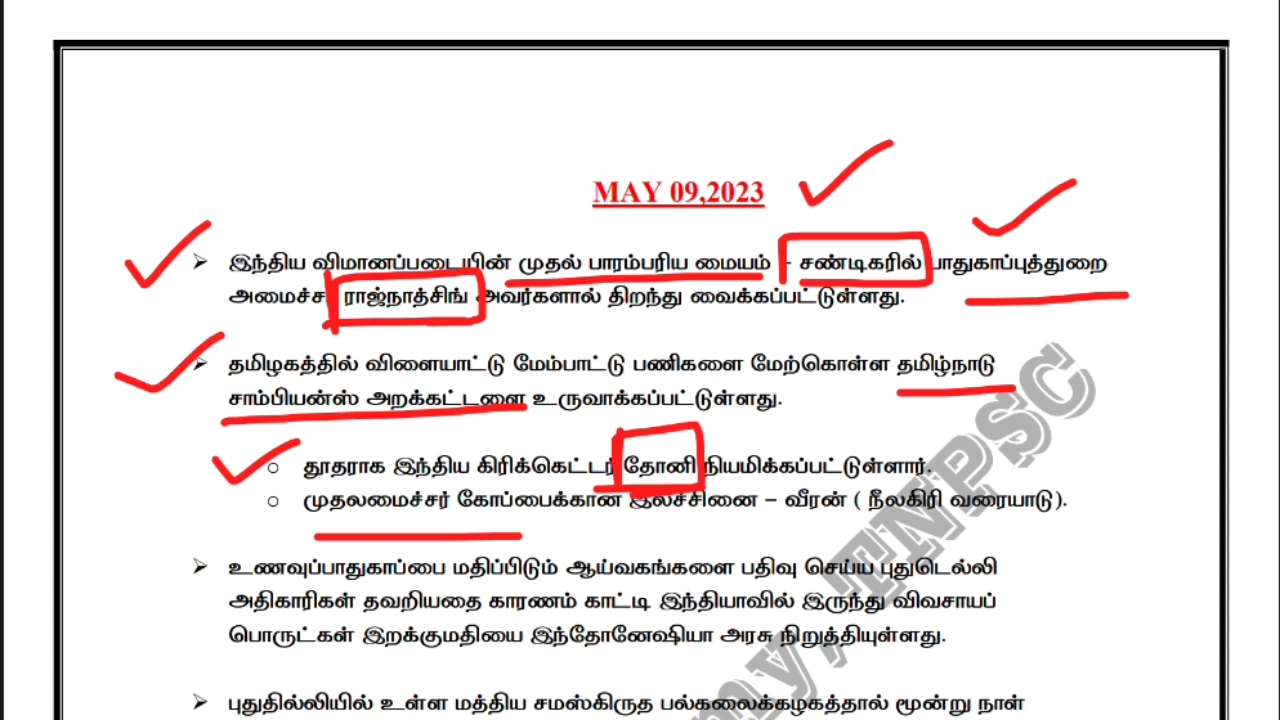 MAY 09,2023
➢ இந்திய விமானப்படையின் முதல் பாரம்பரிய மையம் - சண்டிகரில் பாதுகாப்புத்துறை
அமைச்சர் ராஜ்நாத்சிங் அவர்களால் திறந்து வைக்கப்பட்டுள்ளது.
➢ தமிழகத்தில் விளையாட்டு மேம்பாட்டு பணிகளை மேற்கொள்ள தமிழ்நாடு
சாம்பியன்ஸ் அறக்கட்டளை உருவாக்கப்பட்டுள்ளது.
o தூதராக இந்திய கிரிக்கெட்டர் தோனி நியமிக்கப்பட்டுள்ளார்.
o முதலமைச்சர் கோப்பைக்கான இலச்சினை – வீரன் ( நீலகிரி வரையாடு).
➢ உணவுப்பாதுகாப்பை மதிப்பிடும் ஆய்வகங்களை பதிவு செய்ய புதுடெல்லி
அதிகாரிகள் தவறியதை காரணம் காட்டி இந்தியாவில் இருந்து விவசாயப்
பொருட்கள் இறக்குமதியை இந்தோனேஷியா அரசு நிறுத்தியுள்ளது.
➢ புதுதில்லியில் உள்ள மத்திய சமஸ்கிருத பல்கலைக்கழகத்தால் மூன்று நாள்
my, TNPSC